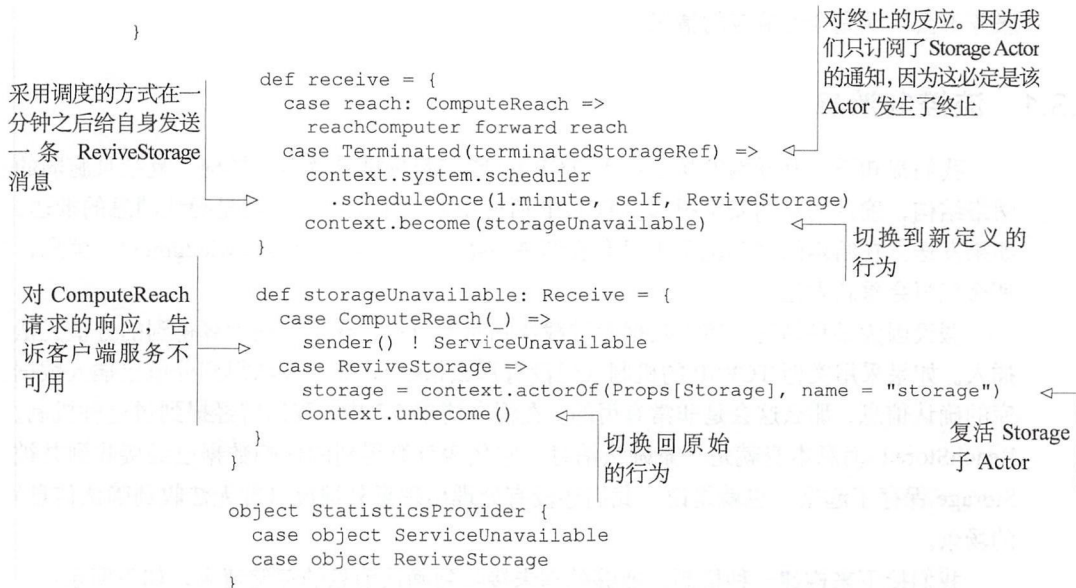 }
对终止的反应。因为我
们只订阅了 Storage Actor
的通知，因为这必定是该
Actor 发生了终止
采用调度的方式在一
分钟之后给自身发送
一 条 ReviveStorage
消息
def receive = {
case reach: ComputeReach =>
reachComputer forward reach
case Terminated(terminatedStorageRef) =>
context.system.scheduler
.scheduleOnce(1.minute, self, ReviveStorage)
context.become(storageUnavailable)
}
切换到新定义的
行为
对 ComputeReach
请求的响应，告
诉客户端服务不
可用
def storageUnavailable: Receive = {
case ComputeReach(_) =>
sender() ! ServiceUnavailable
case ReviveStorage =>
storage = context.actorOf(Props[Storage], name = "storage")
context.unbecome()
}
}
切换回原始
的行为
复活 Storage
子 Actor
object StatisticsProvider {
case object ServiceUnavailable
case object ReviveStorage
}